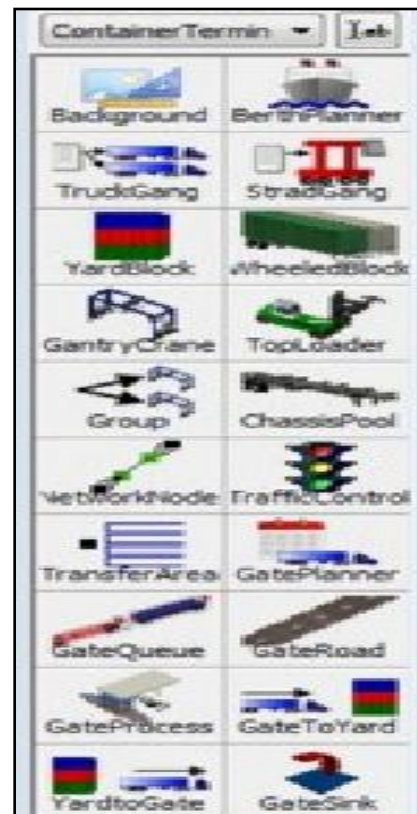 ContainerTermin Iab
Background BerthPlanner
TruckGang StradGang
YardBlock WheeledBlock
GantryCrane TopLoader
Group ChassisPool
NetworkNode TrafficControl
TransferArea GatePlanner
GateQueue GateRoad
GateProcess GateToYard
YardtoGate GateSink